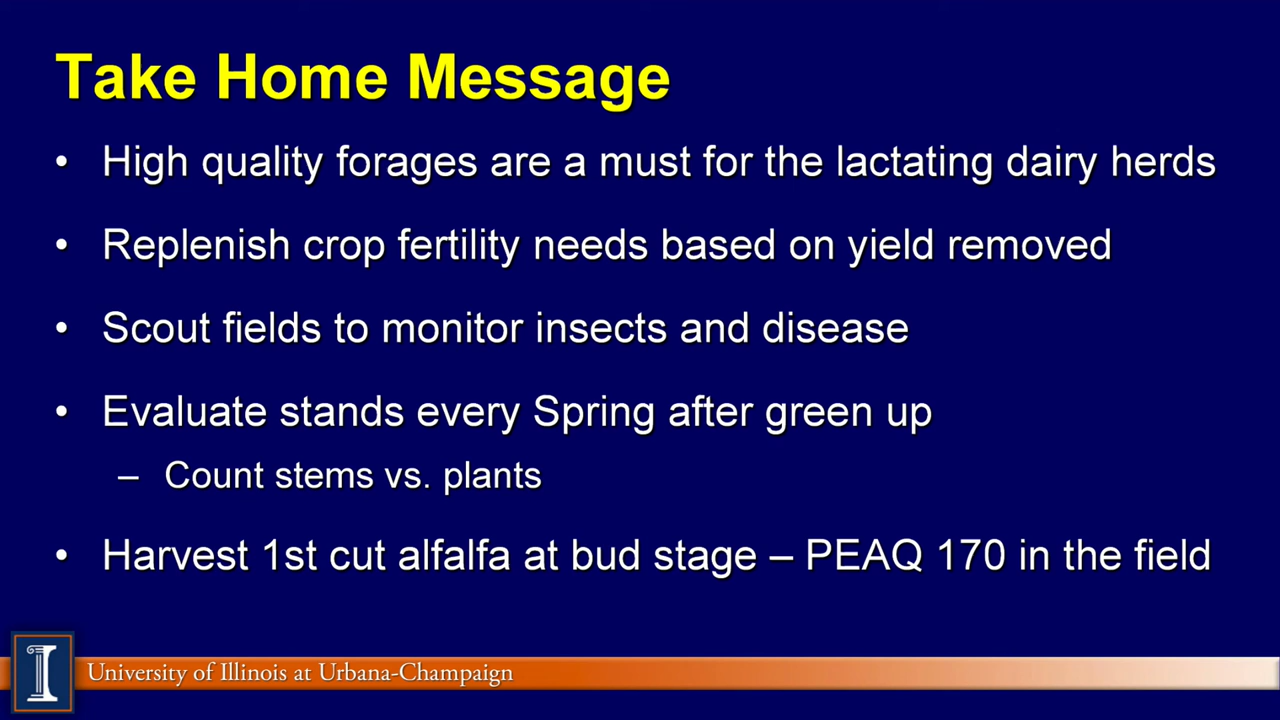 Take Home Message
• High quality forages are a must for the lactating dairy herds
• Replenish crop fertility needs based on yield removed
• Scout fields to monitor insects and disease
• Evaluate stands every Spring after green up
– Count stems vs. plants
• Harvest 1st cut alfalfa at bud stage – PEAQ 170 in the field
I
University of Illinois at Urbana-Champaign